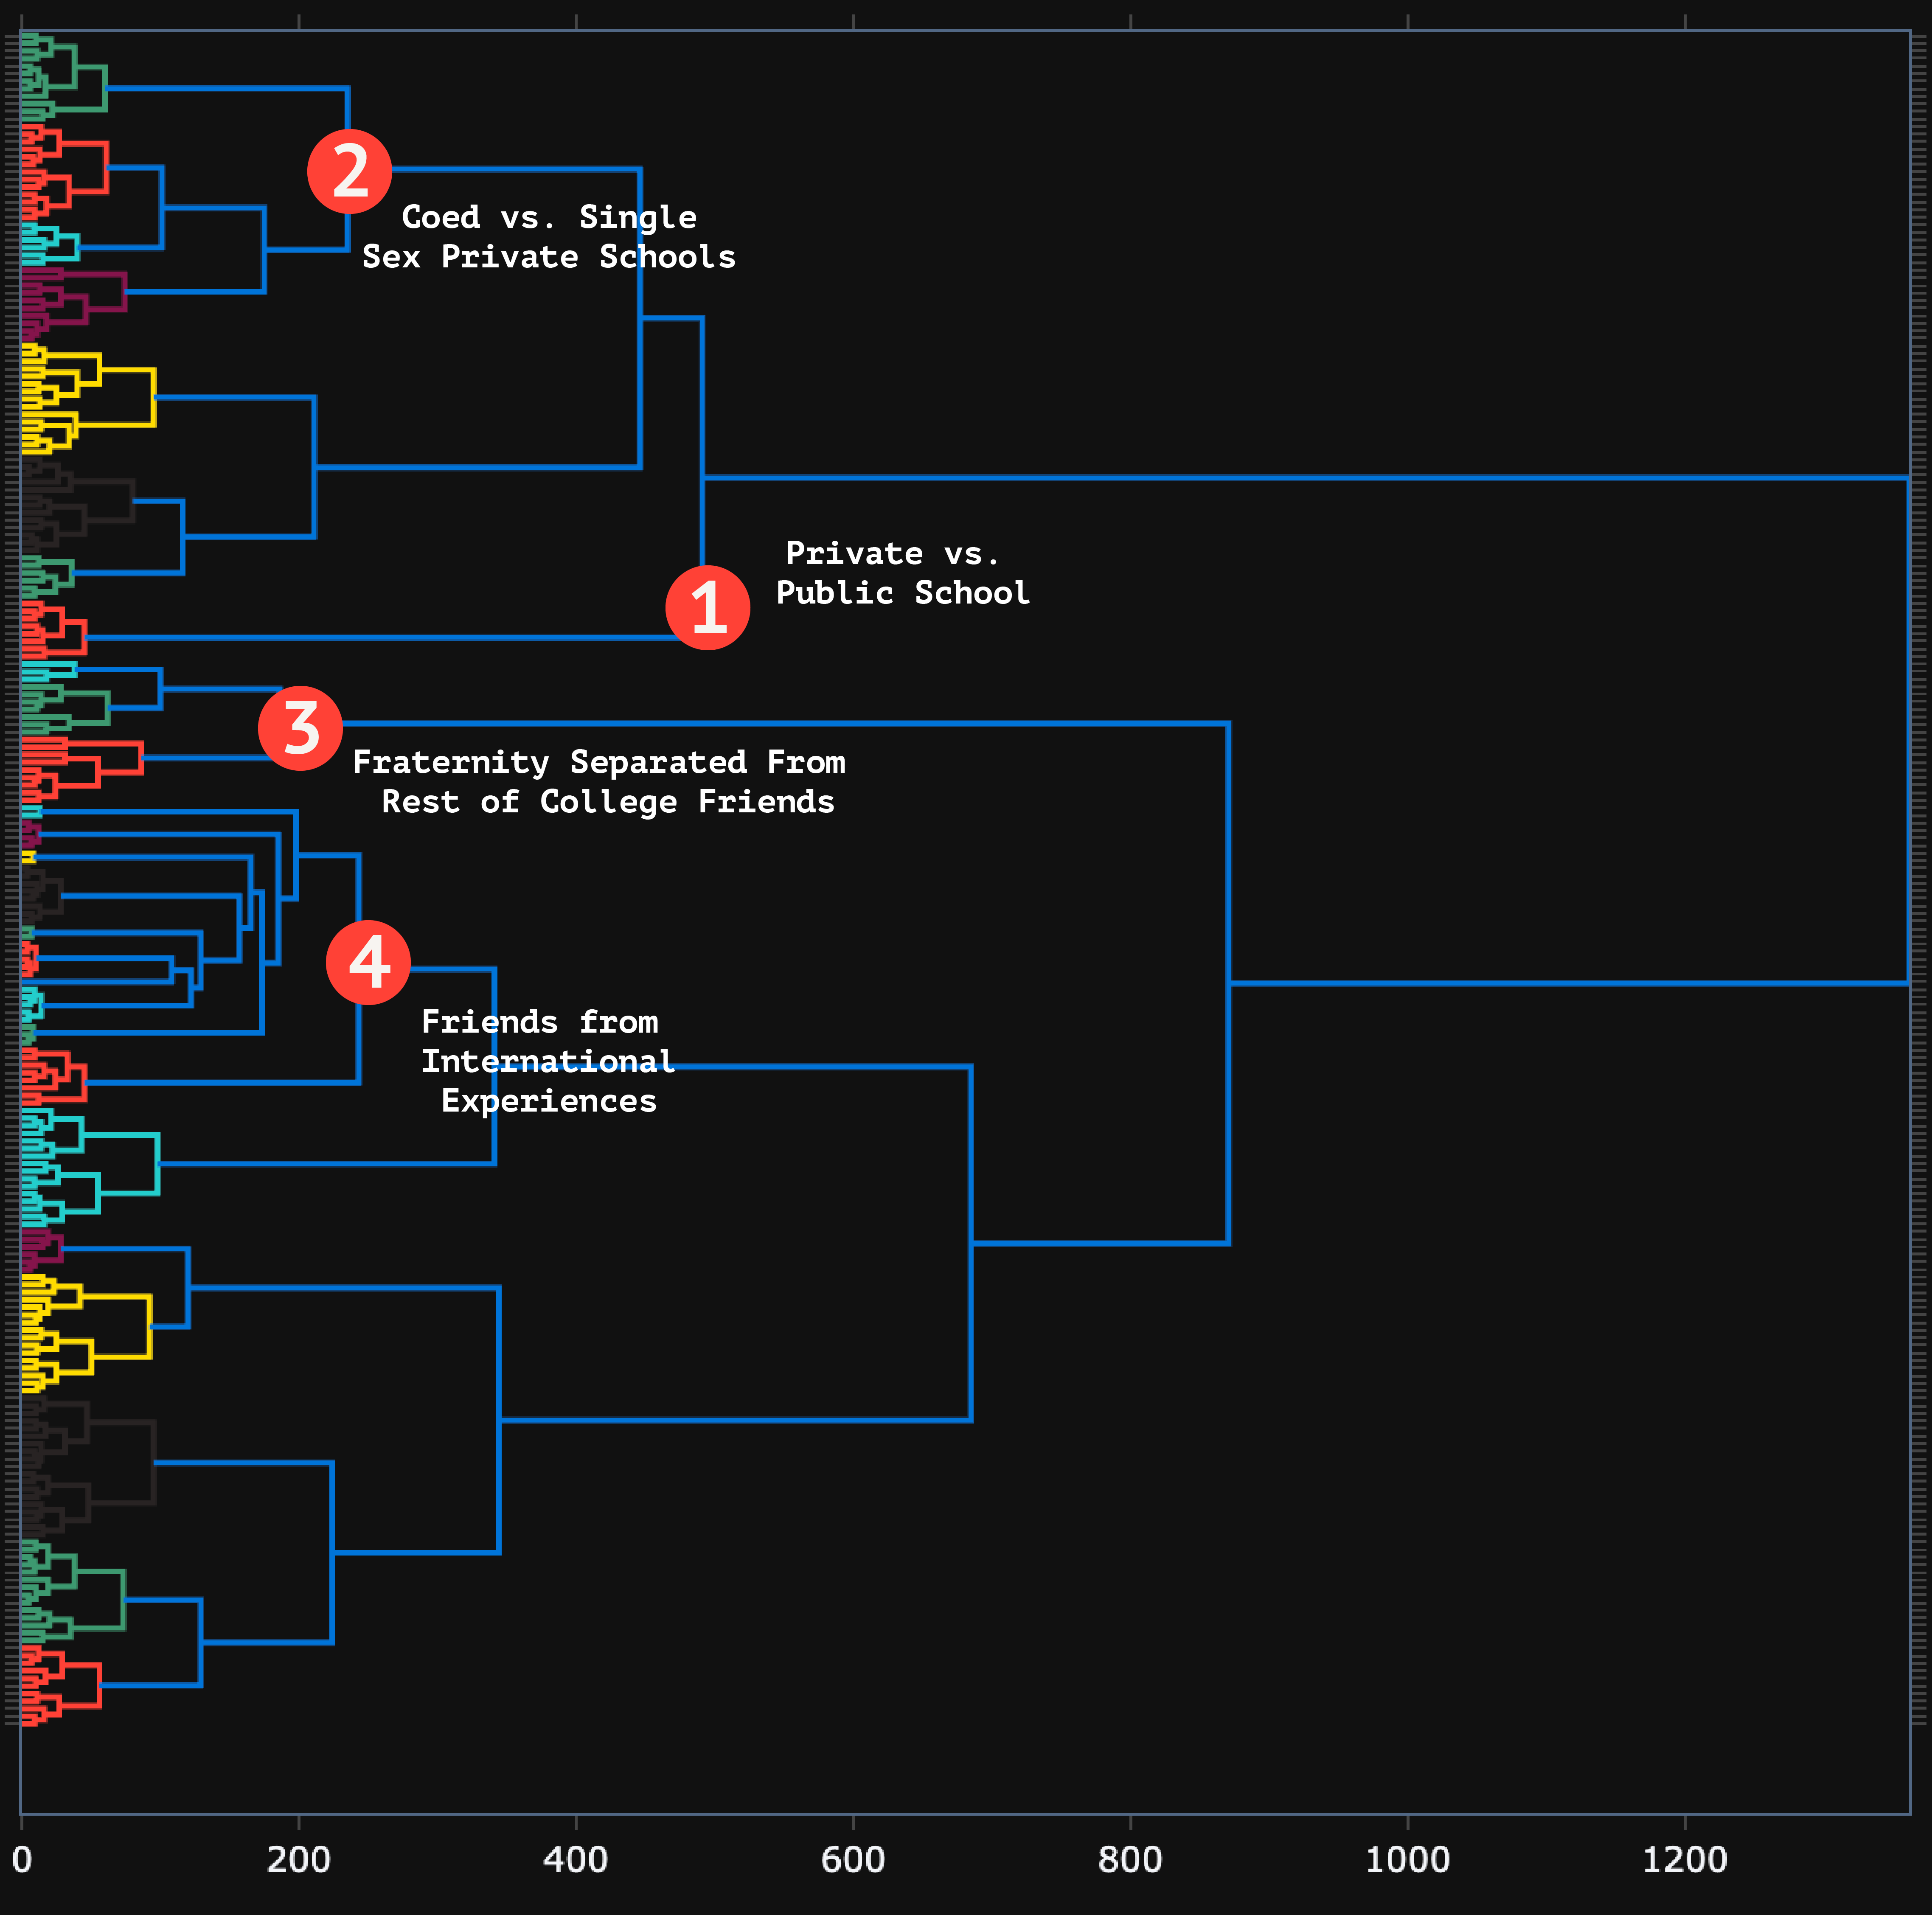 2
Coed vs. Single
Sex Private Schools
Private vs.
Public School
1
3
Fraternity Separated From
Rest of College Friends
4
Friends from
International
Experiences
0 200 400 600 800 1000 1200